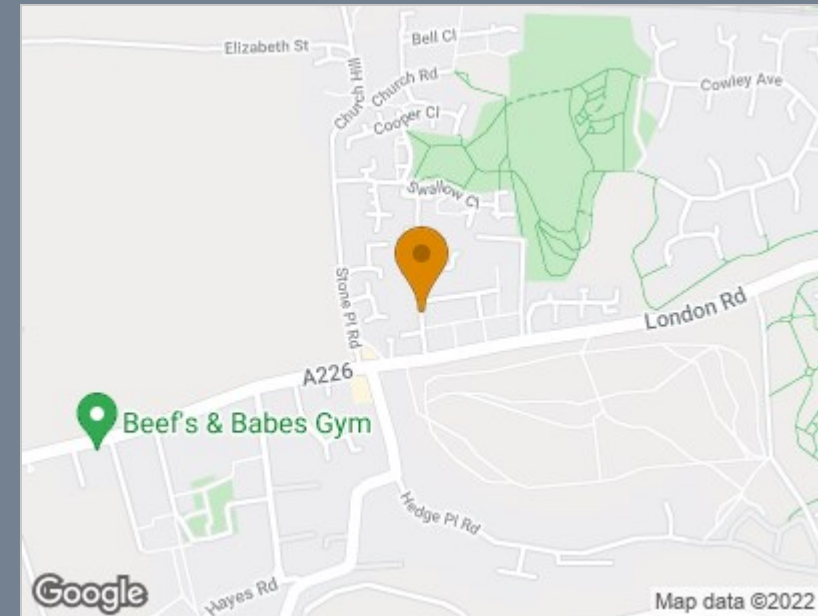 Elizabeth St
Bell Cl
Church Hill
Church Rd
Cooper Cl
Cowley Ave
Swallow Cl
Stone Pl Rd
London Rd
A226
Beef's & Babes Gym
Hedge Pl Rd
Hayes Rd
Google
Map data ©2022